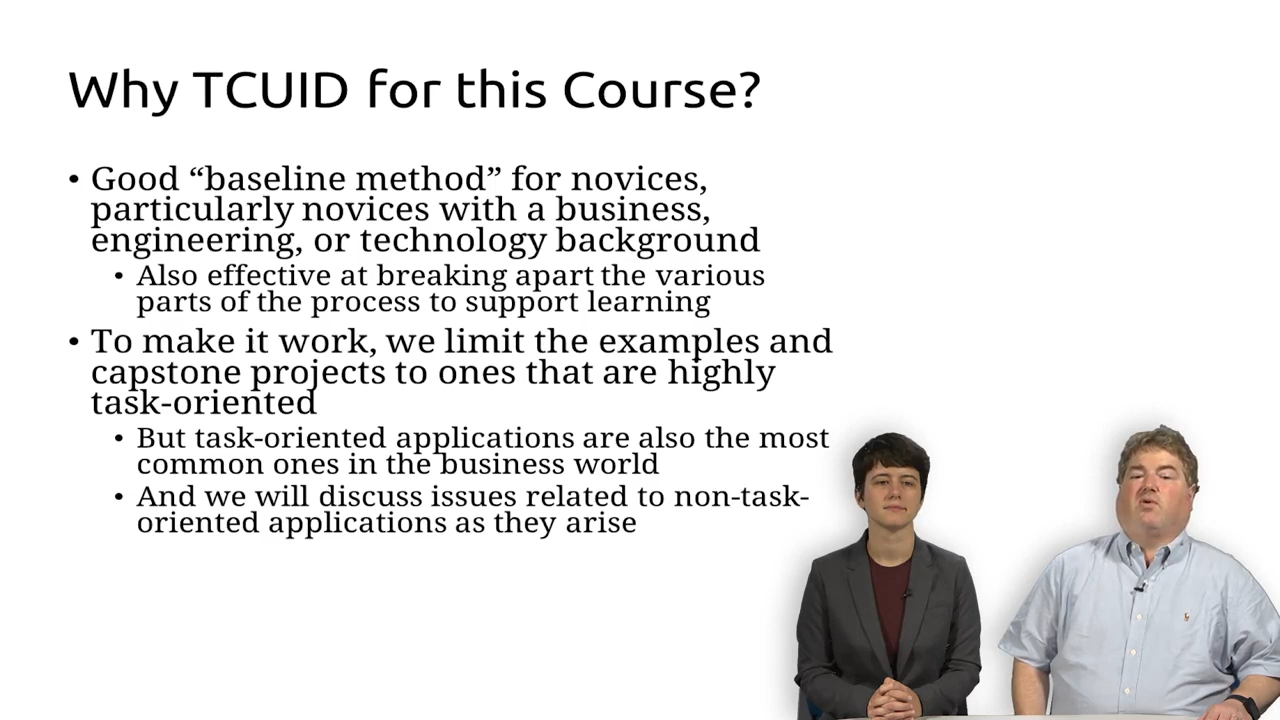 Why TCUID for this Course?
• Good “baseline method” for novices,
particularly novices with a business,
engineering, or technology background
• Also effective at breaking apart the various
parts of the process to support learning
• To make it work, we limit the examples and
capstone projects to ones that are highly
task-oriented
• But task-oriented applications are also the most
common ones in the business world
• And we will discuss issues related to non-task-
oriented applications as they arise